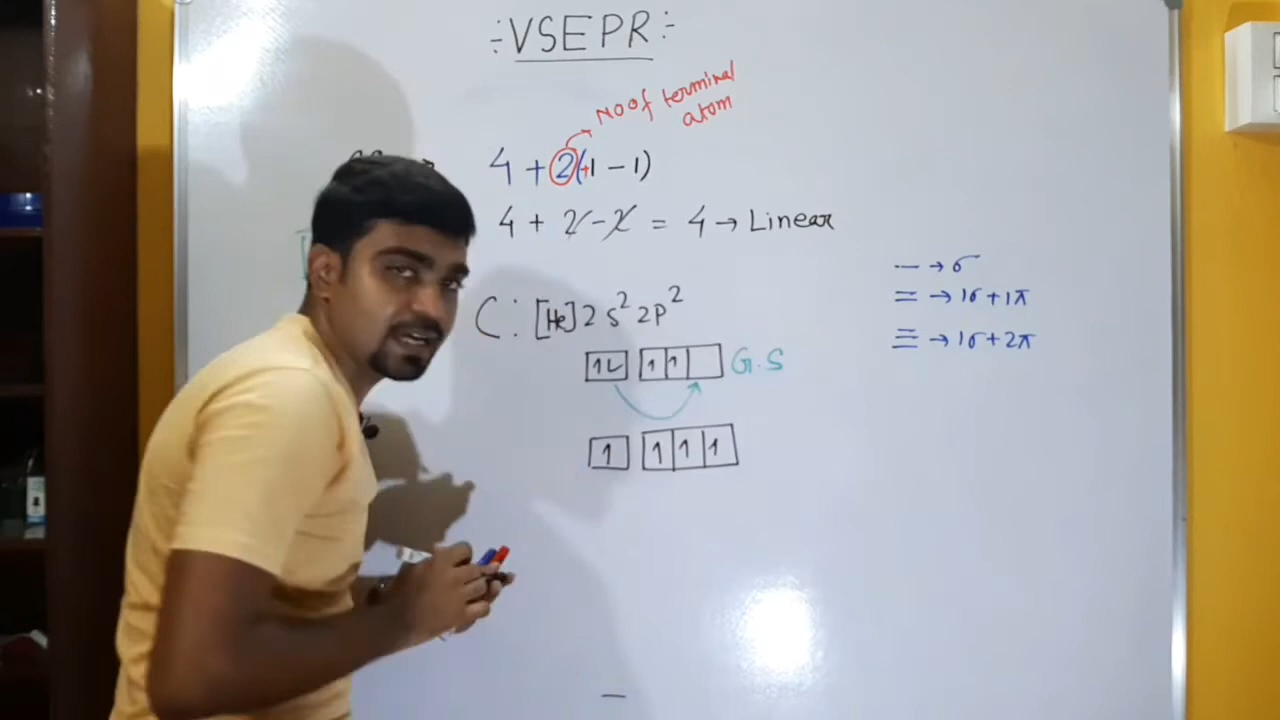 ÷VSEPR÷
No of terminal
atom
4 + 2(+1 - 1)
4 + 2 - 2 = 4 → Linear
— → σ
= → 1σ+1π
≡ → 1σ+2π
C: [He] 2s² 2p²
1L 1 1 G.S
1 1 1 1